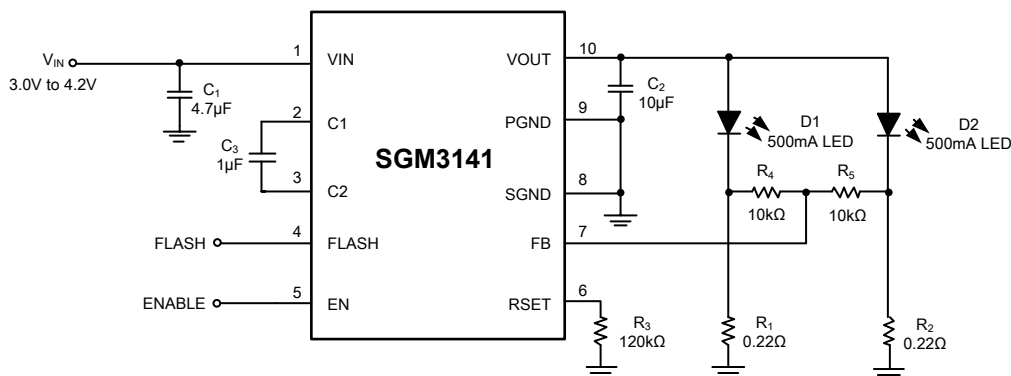 VIN
3.0V to 4.2V
C1
4.7µF
C3
1µF
FLASH
ENABLE
1
2
3
4
5
VIN
C1
C2
FLASH
EN
SGM3141
VOUT
PGND
SGND
FB
RSET
10
9
8
7
6
C2
10µF
D1
500mA LED
D2
500mA LED
R4
10kΩ
R5
10kΩ
R3
120kΩ
R1
0.22Ω
R2
0.22Ω